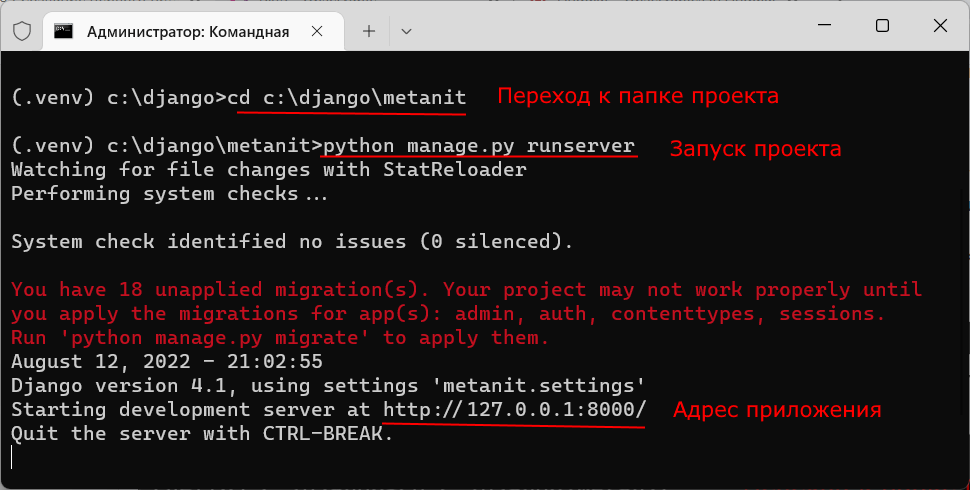 Администратор: Командная
(.venv) c:\django>cd c:\django\metanit Переход к папке проекта
(.venv) c:\django\metanit>python manage.py runserver Запуск проекта
Watching for file changes with StatReloader
Performing system checks...
System check identified no issues (0 silenced).
You have 18 unapplied migration(s). Your project may not work properly until
you apply the migrations for app(s): admin, auth, contenttypes, sessions.
Run 'python manage.py migrate' to apply them.
August 12, 2022 - 21:02:55
Django version 4.1, using settings 'metanit.settings'
Starting development server at http://127.0.0.1:8000/ Адрес приложения
Quit the server with CTRL-BREAK.